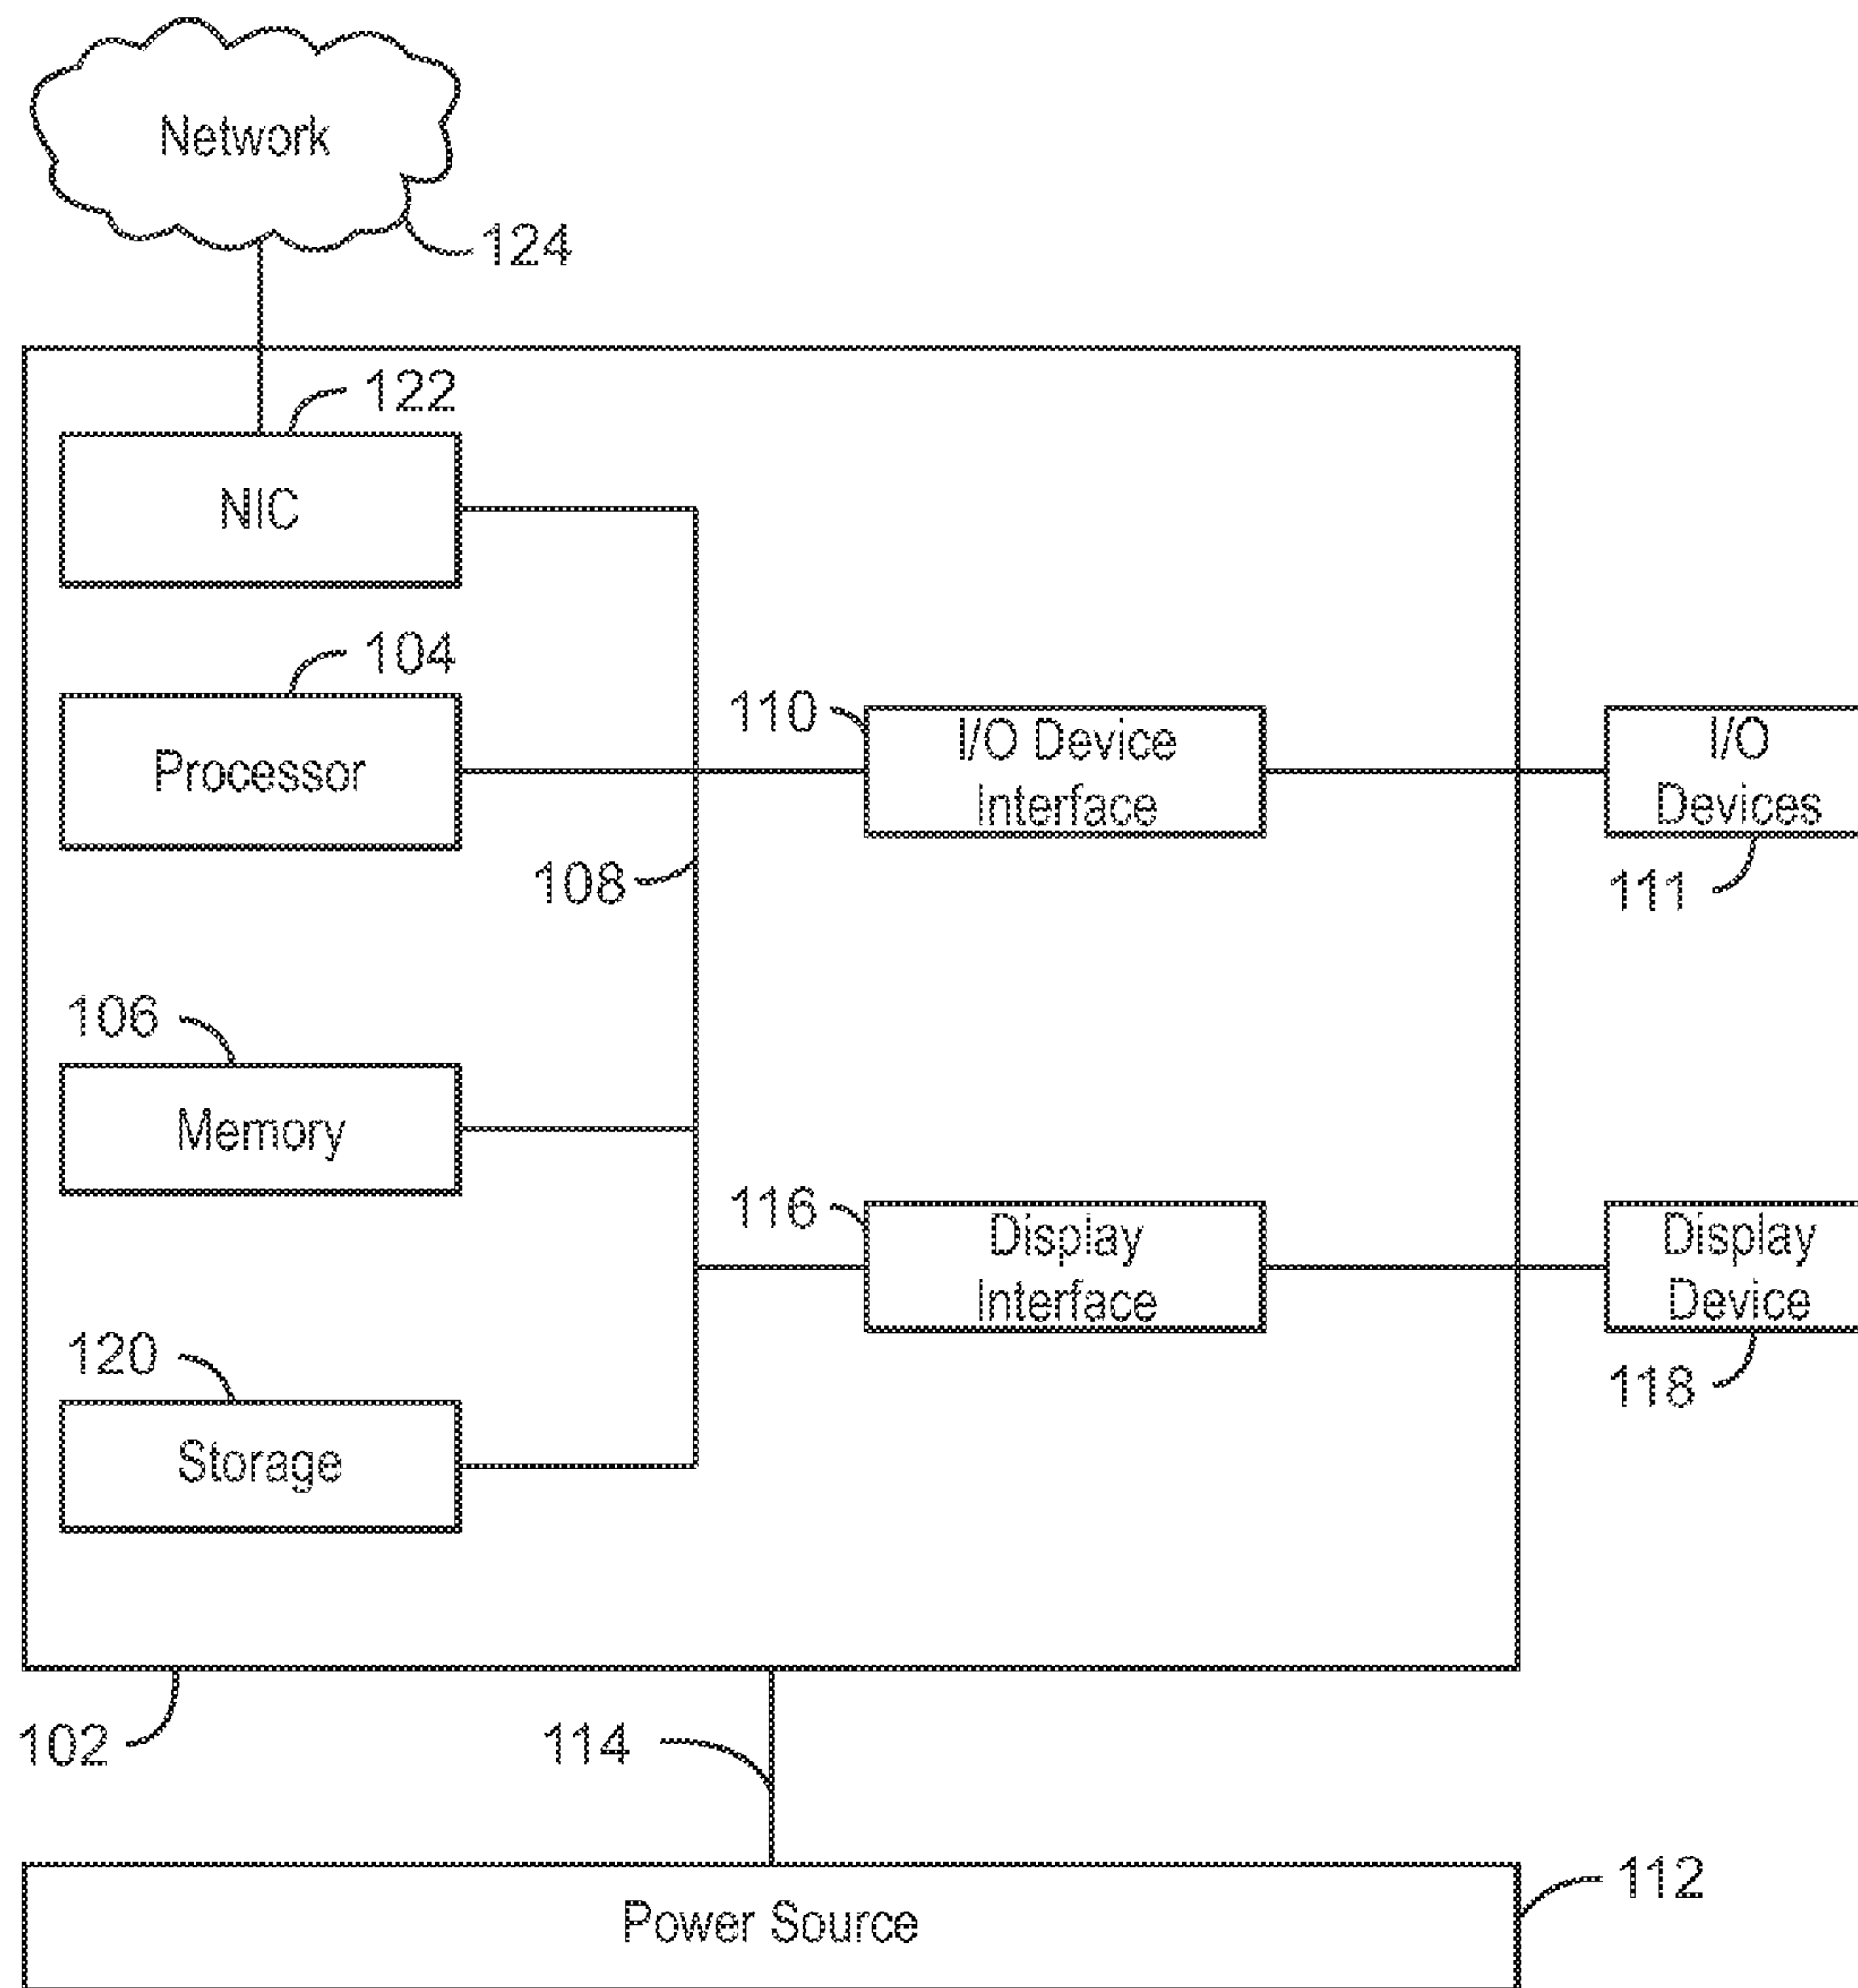 Network
124
122
NIC
104
Processor
110
I/O Device
Interface
I/O
Devices
108
111
106
Memory
116
Display
Interface
Display
Device
120
118
Storage
102
114
112
Power Source